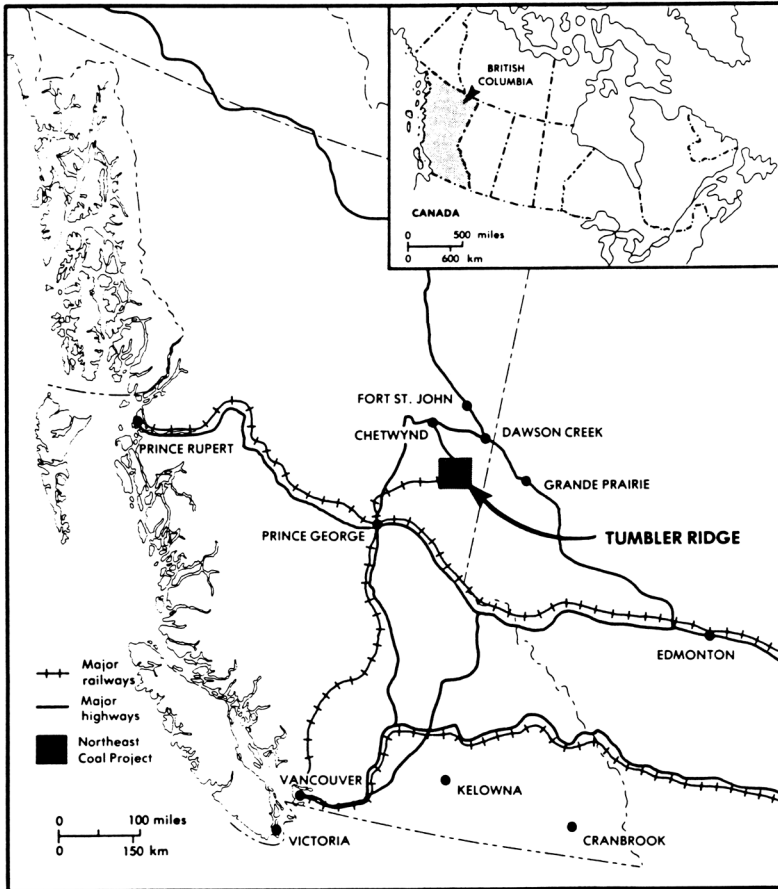 BRITISH
COLUMBIA
CANADA
0 500 miles
0 600 km
FORT ST. JOHN
CHETWYND
DAWSON CREEK
PRINCE RUPERT
GRANDE PRAIRIE
PRINCE GEORGE
TUMBLER RIDGE
EDMONTON
Major
railways
Major
highways
Northeast
Coal Project
VANCOUVER
KELOWNA
0 100 miles
0 150 km
VICTORIA
CRANBROOK